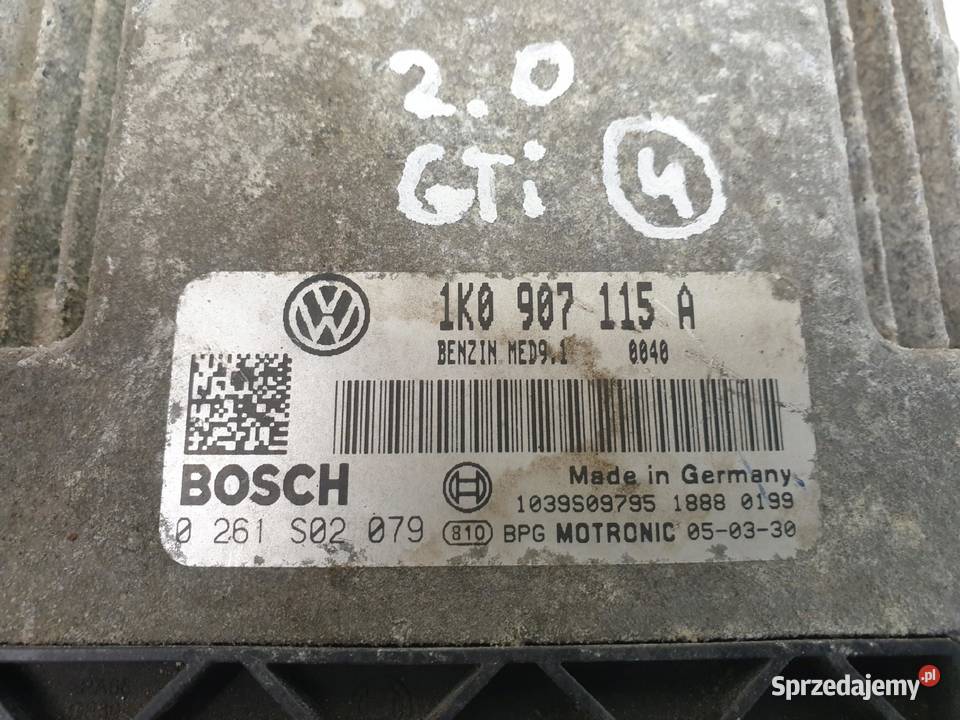 2.0
GTi 4
1K0 907 115 A
BENZIN MED9.1 0040
BOSCH
Made in Germany
1039S09795 1888 0199
0 261 S02 079 810 BPG MOTRONIC 05-03-30
Sprzedajemy.pl